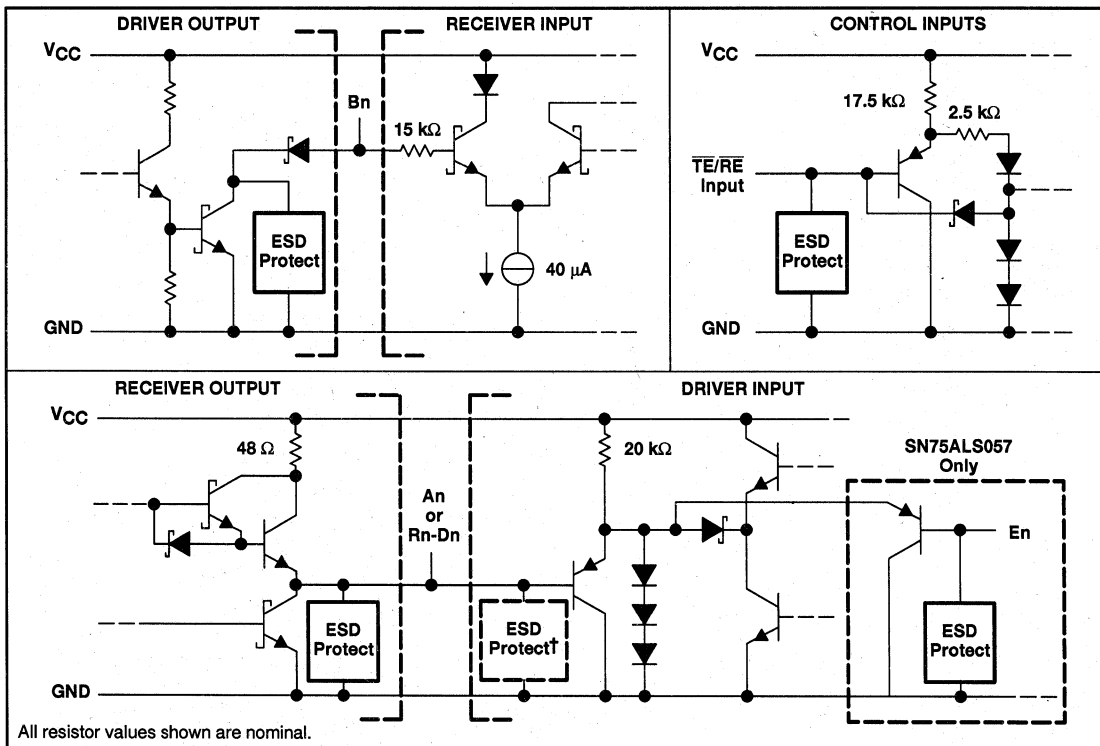 DRIVER OUTPUT
RECEIVER INPUT
CONTROL INPUTS
VCC
Bn
15 kΩ
ESD
Protect
40 μA
GND
VCC
17.5 kΩ
2.5 kΩ
T̅E̅/R̅E̅
Input
ESD
Protect
GND
RECEIVER OUTPUT
DRIVER INPUT
VCC
48 Ω
20 kΩ
SN75ALS057
Only
An
or
Rn-Dn
En
ESD
Protect
ESD
Protect†
ESD
Protect
GND
All resistor values shown are nominal.